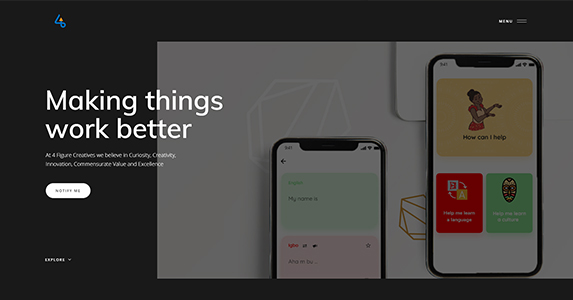 MENU
Making things
work better
At 4 Figure Creatives we believe in Curiosity, Creativity,
Innovation, Commensurate Value and Excellence
NOTIFY ME
EXPLORE
9:41
How can I help
Help me learn
a language
Help me learn
a culture
9:41
english
My name is
Igbo
Aha m bu ...